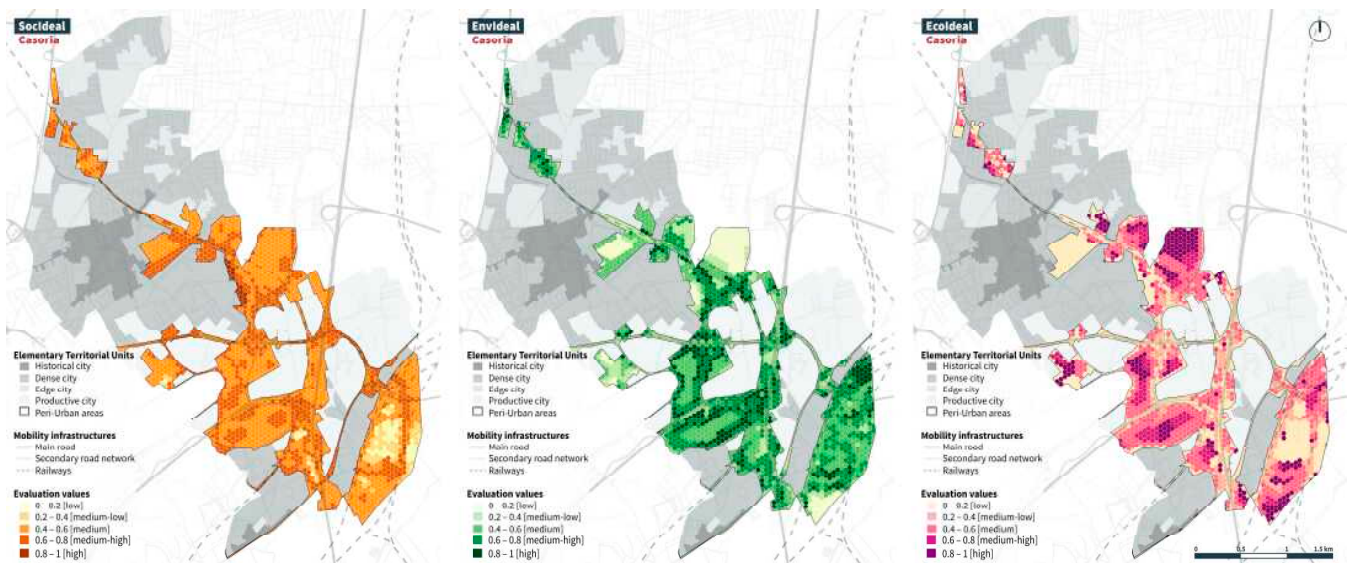 SocIdeal
Casoria
Elementary Territorial Units
Historical city
Dense city
Edge city
Productive city
Peri-Urban areas
Mobility infrastructures
Main road
Secondary road network
Railways
Evaluation values
0 – 0.2 [low]
0.2 – 0.4 [medium-low]
0.4 – 0.6 [medium]
0.6 – 0.8 [medium-high]
0.8 – 1 [high]
EnvIdeal
Casoria
Elementary Territorial Units
Historical city
Dense city
Edge city
Productive city
Peri-Urban areas
Mobility infrastructures
Main road
Secondary road network
Railways
Evaluation values
0 – 0.2 [low]
0.2 – 0.4 [medium-low]
0.4 – 0.6 [medium]
0.6 – 0.8 [medium-high]
0.8 – 1 [high]
EcoIdeal
Casoria
Elementary Territorial Units
Historical city
Dense city
Edge city
Productive city
Peri-Urban areas
Mobility infrastructures
Main road
Secondary road network
Railways
Evaluation values
0 – 0.2 [low]
0.2 – 0.4 [medium-low]
0.4 – 0.6 [medium]
0.6 – 0.8 [medium-high]
0.8 – 1 [high]
0 0.5 1 1.5 km